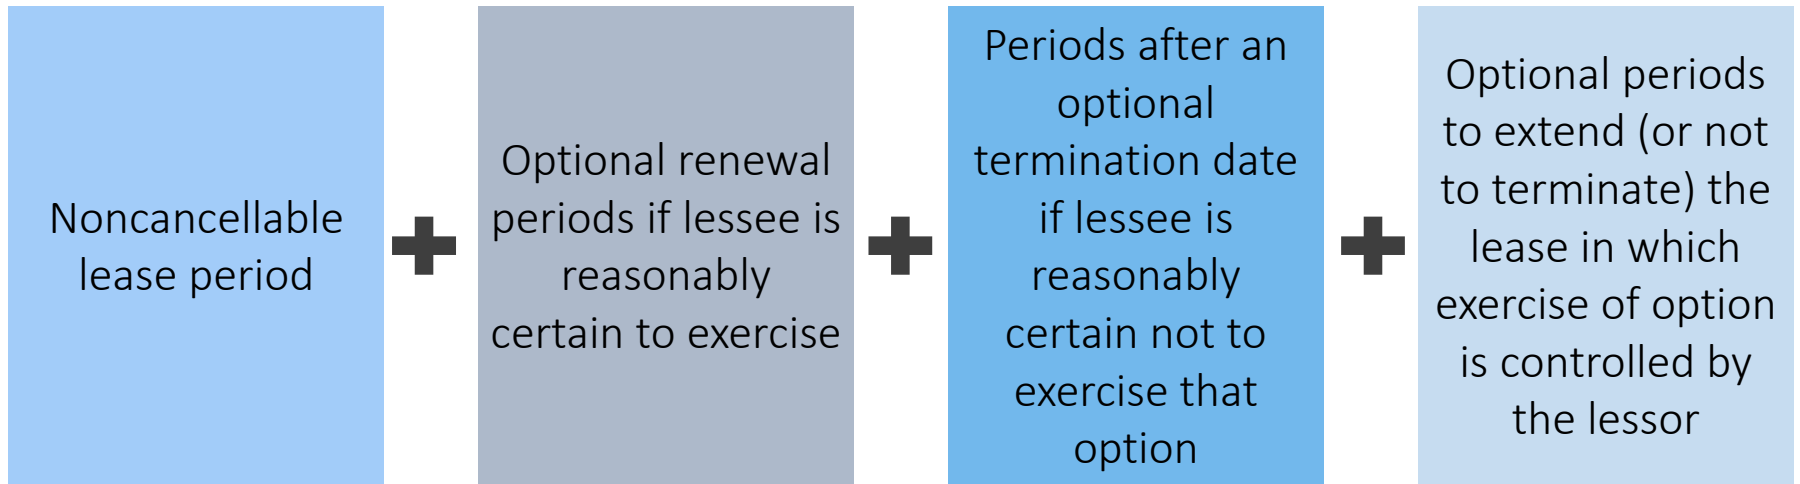 Noncancellable
lease period
Optional renewal
periods if lessee is
reasonably
certain to exercise
Periods after an
optional
termination date
if lessee is
reasonably
certain not to
exercise that
option
Optional periods
to extend (or not
to terminate) the
lease in which
exercise of option
is controlled by
the lessor